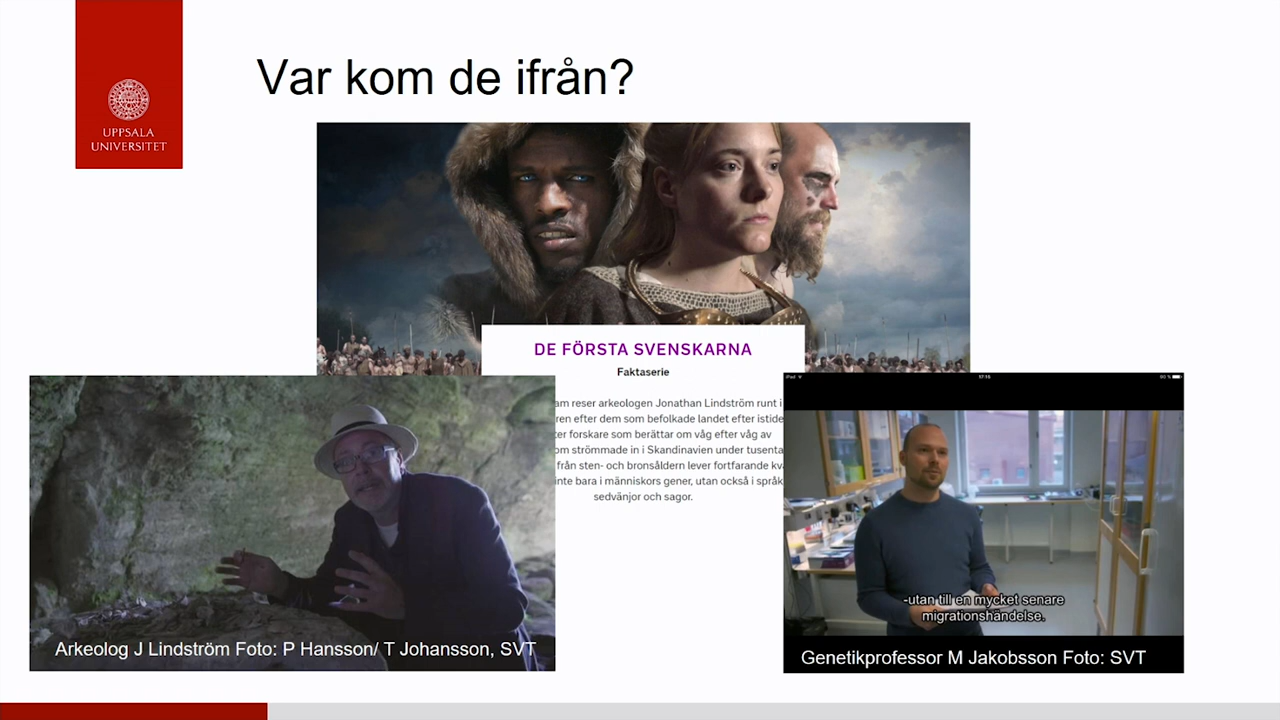 UPPSALA
UNIVERSITET
Var kom de ifrån?
DE FÖRSTA SVENSKARNA
Faktaserie
reser arkeologen Jonathan Lindström runt i
efter dem som befolkade landet efter
forskare som berättar om våg efter våg av
strömmade in i Skandinavien under
från sten- och bronsåldern lever fortfarande
inte bara i människors gener, utan också i språk
sedvänjor och sagor.
Arkeolog J Lindström Foto: P Hansson/ T Johansson, SVT
iPad
17:15
-utan till en mycket senare
migrationshändelse.
Genetikprofessor M Jakobsson Foto: SVT